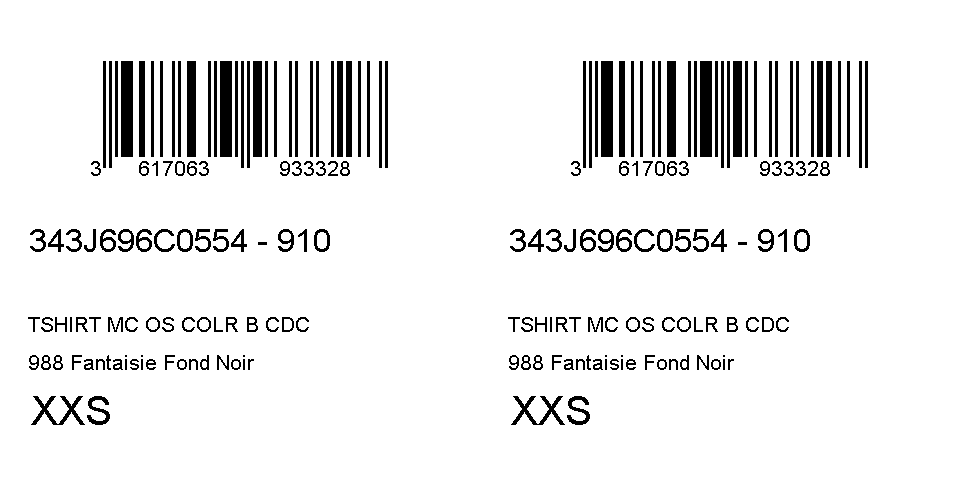 3 617063 933328
343J696C0554 - 910
TSHIRT MC OS COLR B CDC
988 Fantaisie Fond Noir
XXS
3 617063 933328
343J696C0554 - 910
TSHIRT MC OS COLR B CDC
988 Fantaisie Fond Noir
XXS